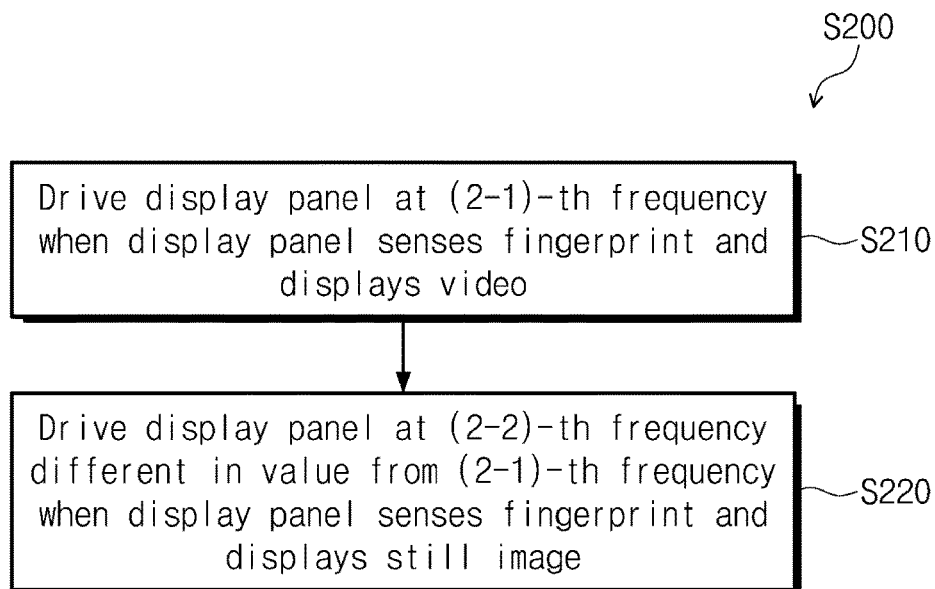 S200
Drive display panel at (2-1)-th frequency
when display panel senses fingerprint and
displays video
S210
Drive display panel at (2-2)-th frequency
different in value from (2-1)-th frequency
when display panel senses fingerprint and
displays still image
S220